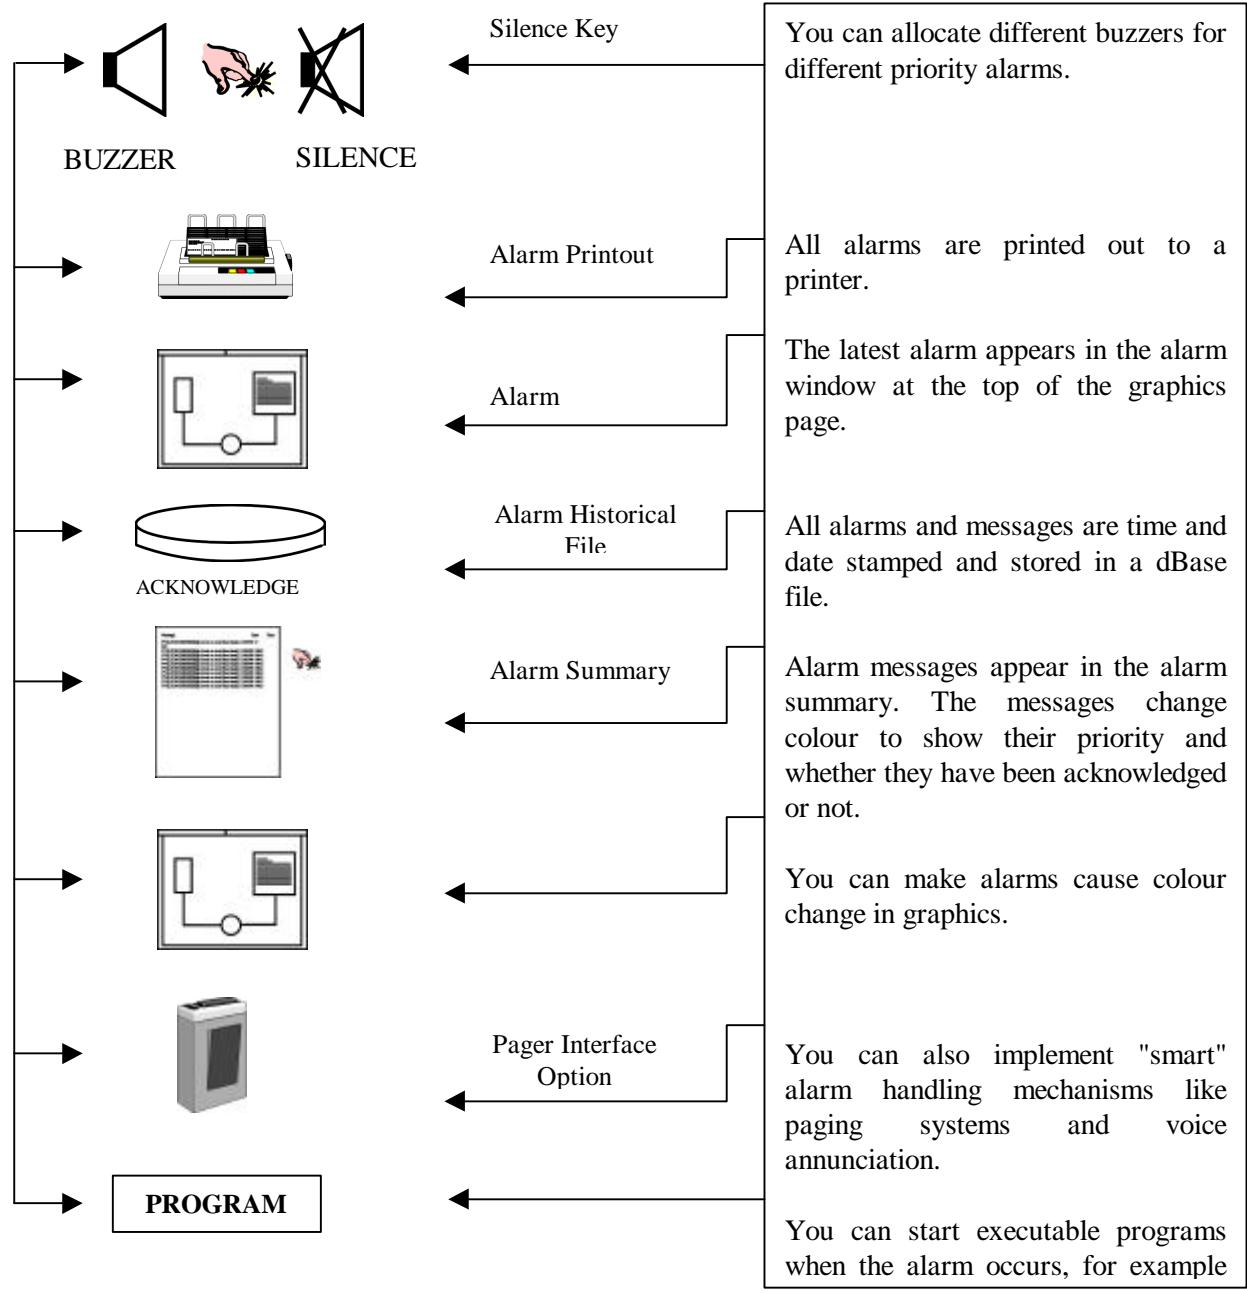 Silence Key
BUZZER
SILENCE
You can allocate different buzzers for
different priority alarms.
Alarm Printout
All alarms are printed out to a
printer.
Alarm
The latest alarm appears in the alarm
window at the top of the graphics
page.
Alarm Historical
File
ACKNOWLEDGE
All alarms and messages are time and
date stamped and stored in a dBase
file.
Alarm Summary
Alarm messages appear in the alarm
summary. The messages change
colour to show their priority and
whether they have been acknowledged
or not.
You can make alarms cause colour
change in graphics.
Pager Interface
Option
You can also implement "smart"
alarm handling mechanisms like
paging systems and voice
annunciation.
PROGRAM
You can start executable programs
when the alarm occurs, for example